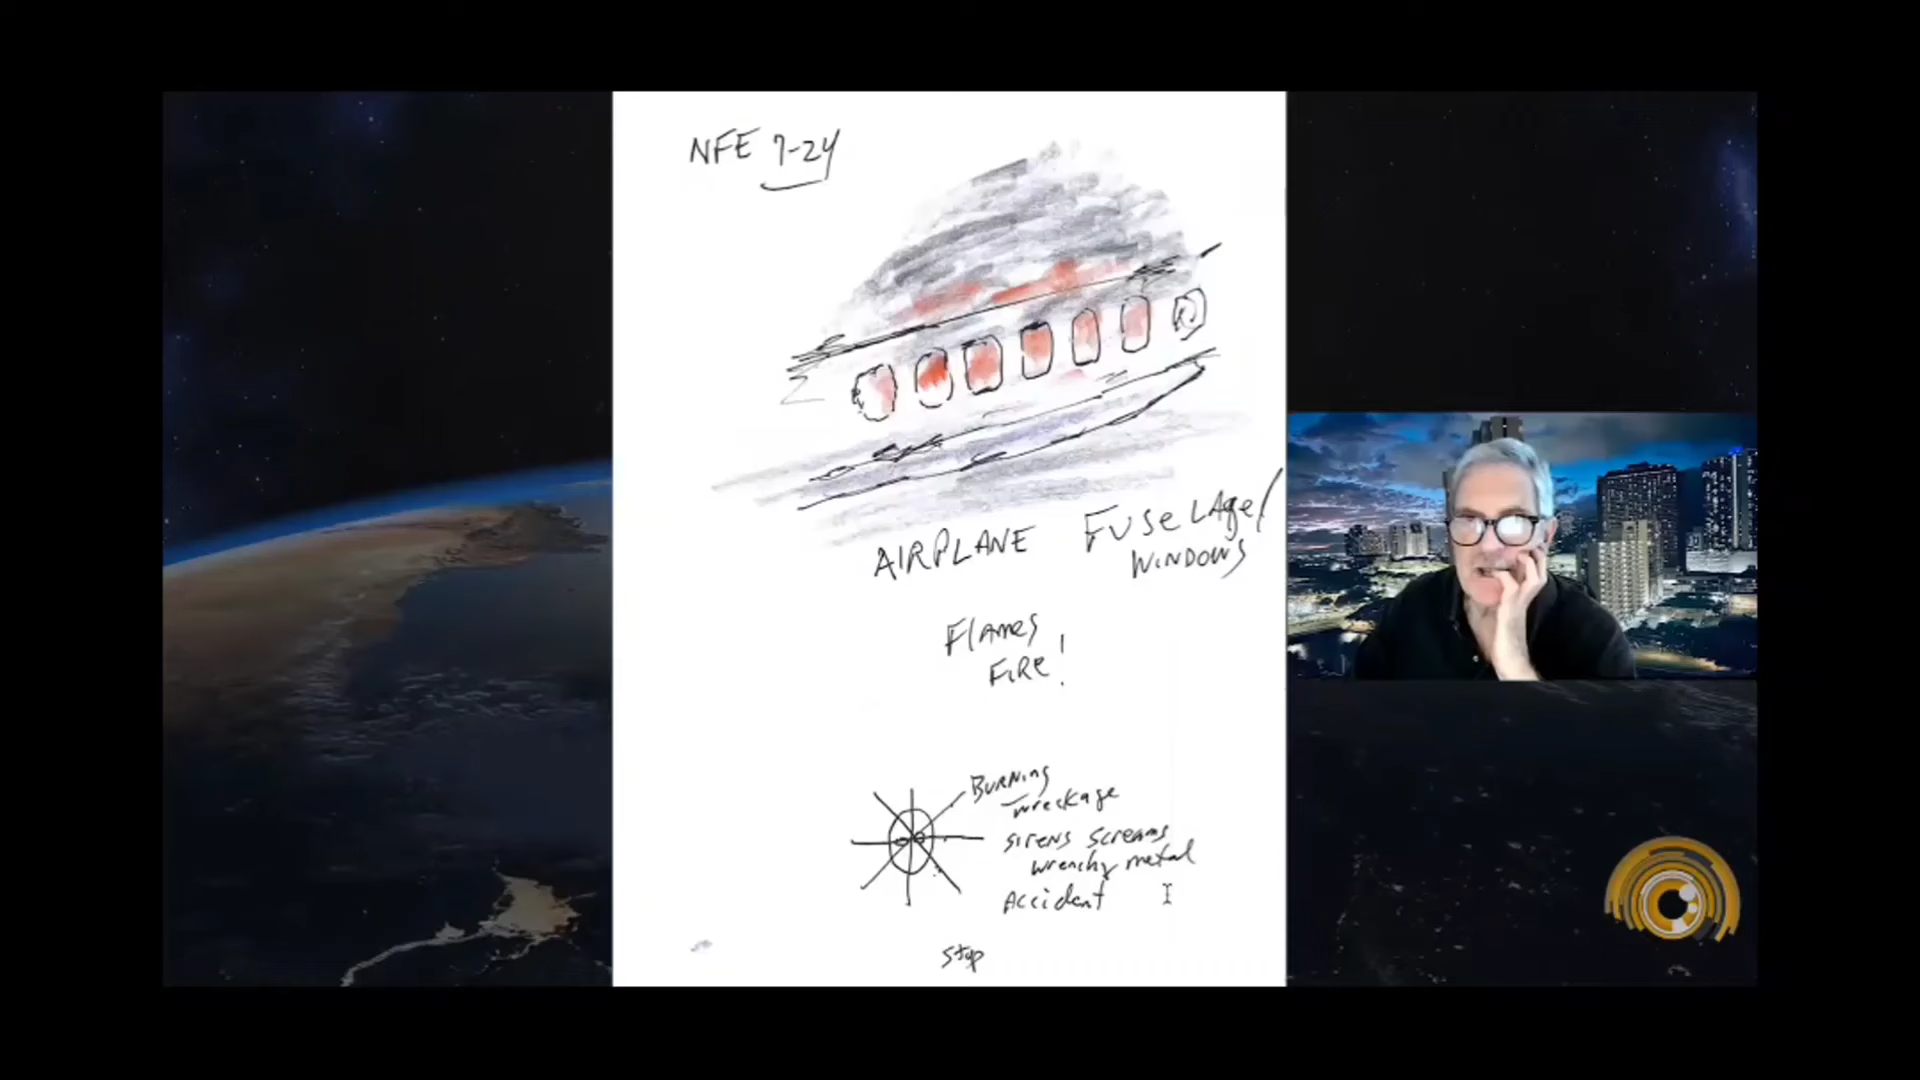 NFE 7-24
AIRPLANE FUSELAGE/
WINDOWS
Flames
FIRE!
BURNING
wreckage
Sirens Screams
wrenchy metal
Accident
Stop